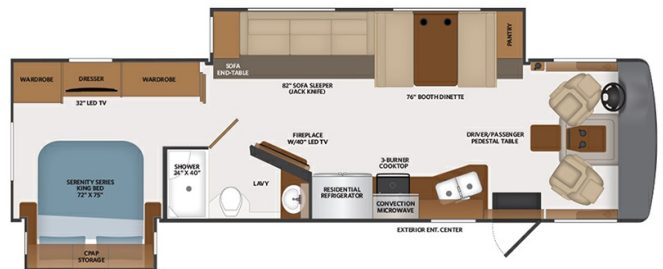 WARDROBE
DRESSER
WARDROBE
32" LED TV
SOFA
END-TABLE
82" SOFA SLEEPER
(JACK KNIFE)
76" BOOTH DINETTE
PANTRY
FIREPLACE
W/40" LED TV
3-BURNER
COOKTOP
DRIVER/PASSENGER
PEDESTAL TABLE
SHOWER
24" X 40"
LAVY
SERENITY SERIES
KING BED
72" X 75"
RESIDENTIAL
REFRIGERATOR
CONVECTION
MICROWAVE
EXTERIOR ENT. CENTER
CPAP
STORAGE